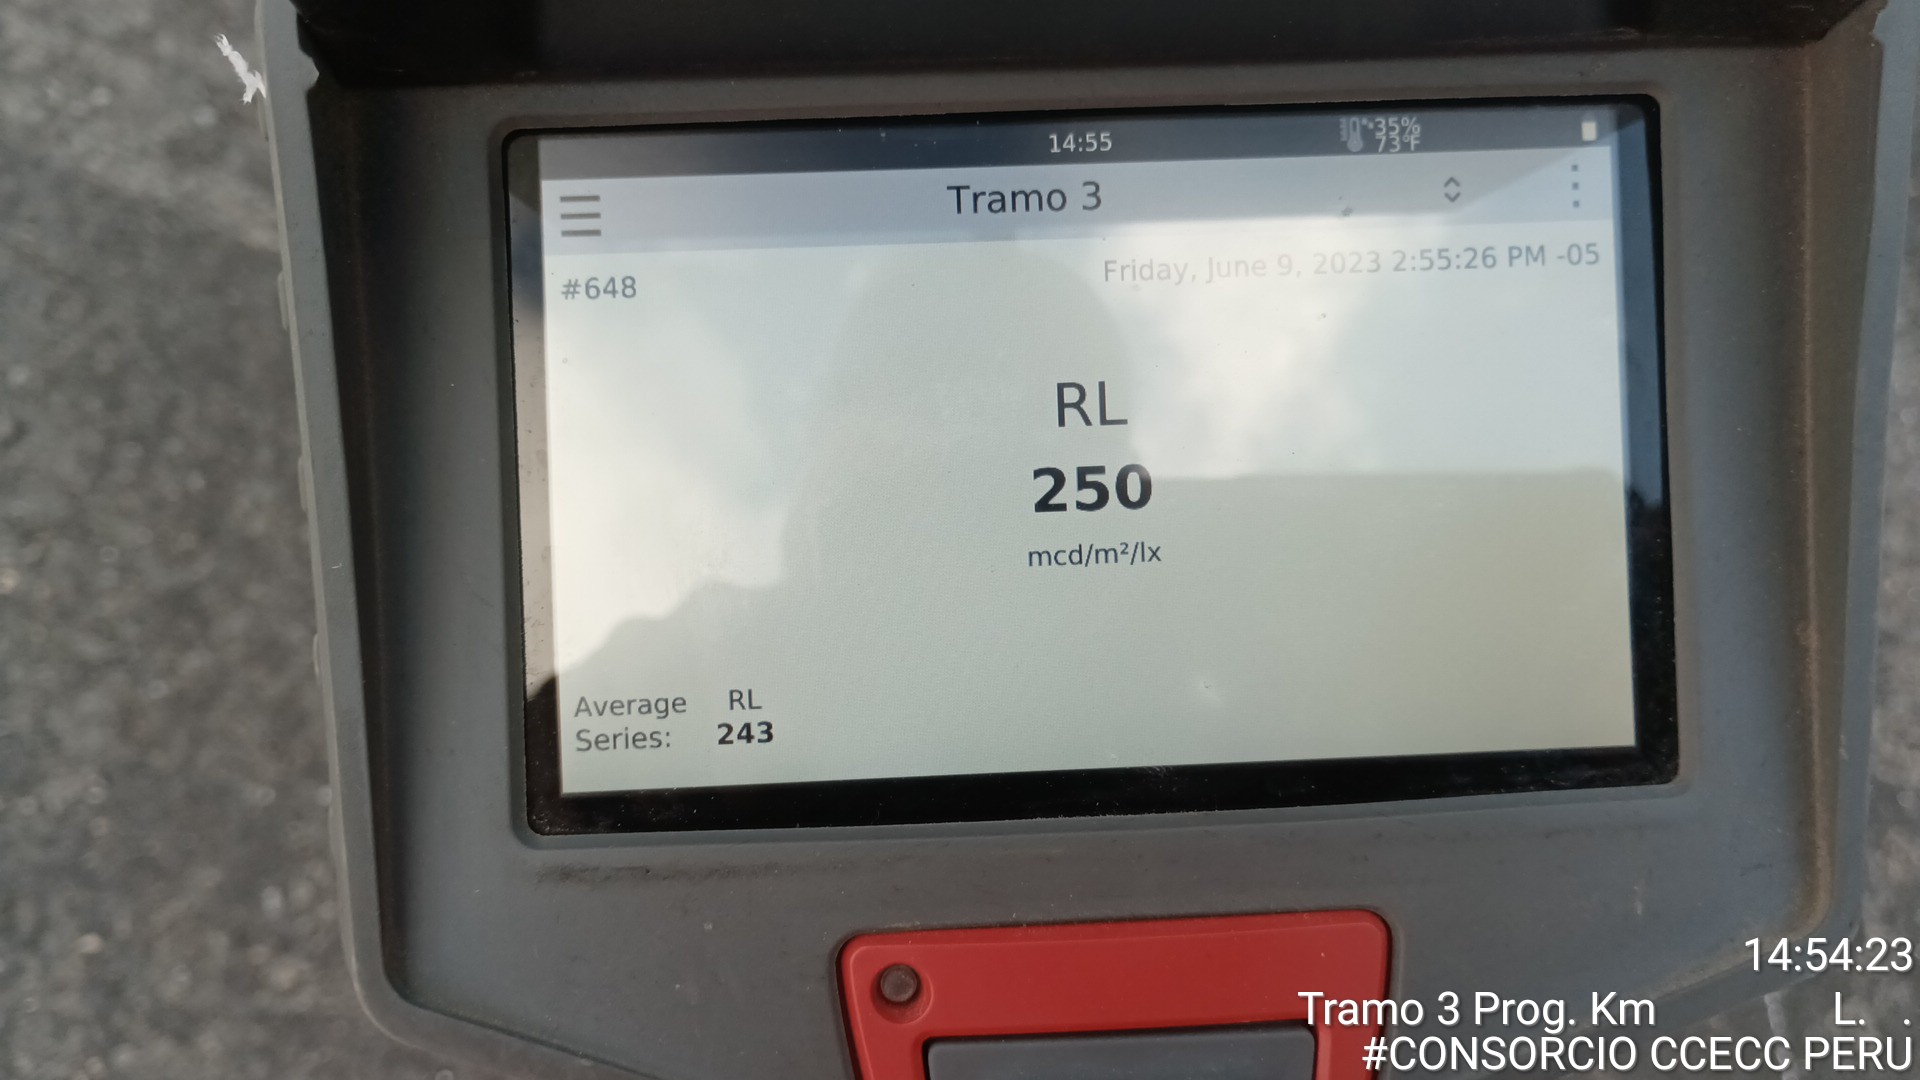 14:55
35%
73°F
Tramo 3
#648
Friday, June 9, 2023 2:55:26 PM -05
RL
250
mcd/m²/lx
Average RL
Series: 243
14:54:23
Tramo 3 Prog. Km L. .
#CONSORCIO CCECC PERU